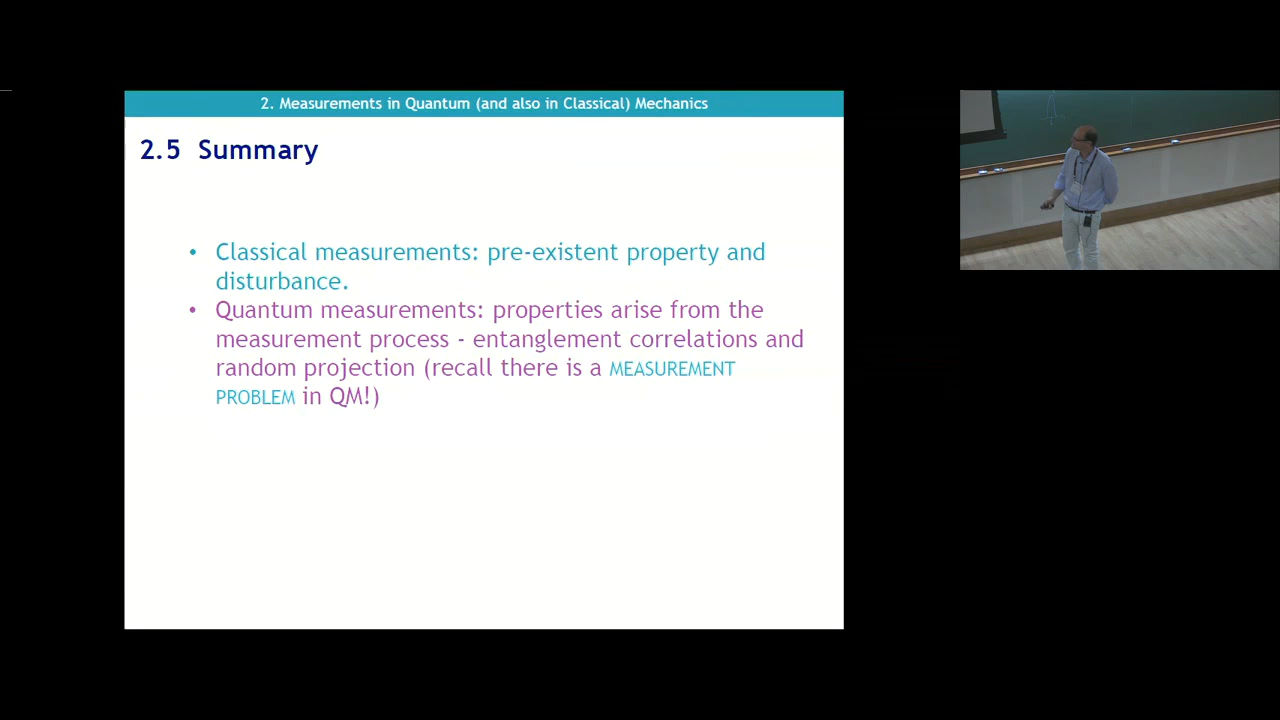 2. Measurements in Quantum (and also in Classical) Mechanics
2.5 Summary
• Classical measurements: pre-existent property and
disturbance.
• Quantum measurements: properties arise from the
measurement process - entanglement correlations and
random projection (recall there is a MEASUREMENT
PROBLEM in QM!)